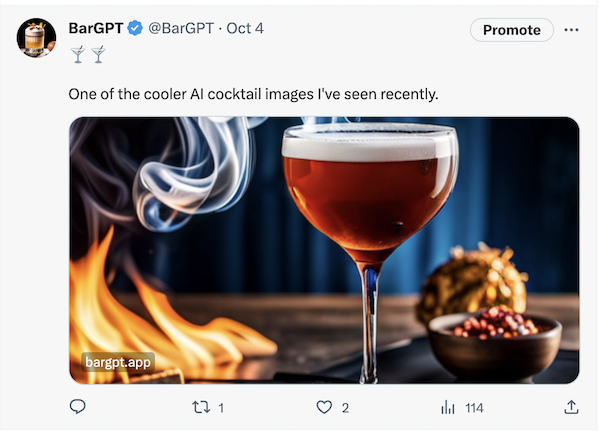 BarGPT @BarGPT · Oct 4
Promote
One of the cooler AI cocktail images I've seen recently.
bargpt.app
1
2
114